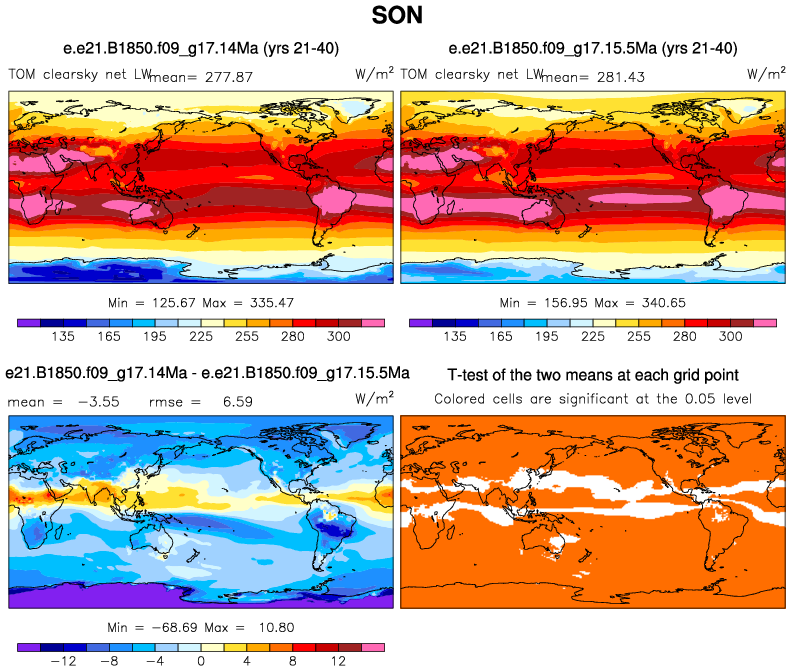 SON
e.e21.B1850.f09_g17.14Ma (yrs 21-40)
TOM clearsky net LW mean= 277.87 W/m²
Min = 125.67 Max = 335.47
135 165 195 225 255 280 300
e.e21.B1850.f09_g17.15.5Ma (yrs 21-40)
TOM clearsky net LW mean= 281.43 W/m²
Min = 156.95 Max = 340.65
135 165 195 225 255 280 300
e21.B1850.f09_g17.14Ma - e.e21.B1850.f09_g17.15.5Ma
mean = -3.55 rmse = 6.59 W/m²
Min = -68.69 Max = 10.80
-12 -8 -4 0 4 8 12
T-test of the two means at each grid point
Colored cells are significant at the 0.05 level